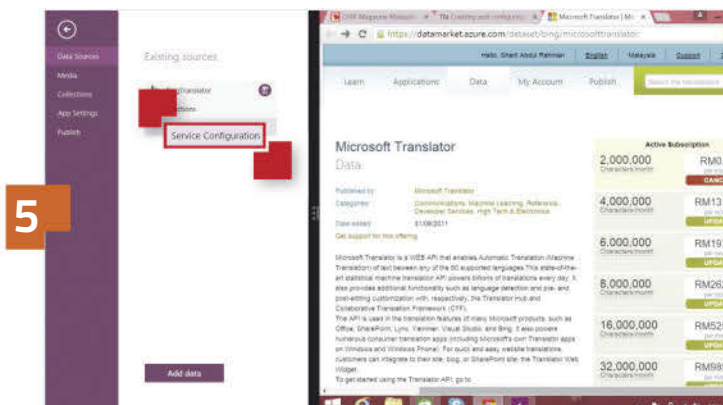 5
Data Sources
Media
Collections
App Settings
Publish
Existing sources
Service Configuration
Add data
https://datamarket.azure.com/dataset/bing/microsofttranslator
English
Malaysia
Support
Learn
Applications
Data
My Account
Publish
Microsoft Translator
Data
Published by: Microsoft Translator
Categories: Communications, Machine Learning, Reference,
Developer Services, High Tech & Electronics
Date added: 31/08/2011
Get support for this offering
Microsoft Translator is a WEB API that enables Automatic Translation (Machine
Translation) of text between any of the 50 supported languages This state-of-the-
art statistical machine translation API powers billions of translations every day. It
also provides additional functionality such as language detection and pre- and
post-editing customization with, respectively, the Translator Hub and
Collaborative Translation Framework (CTF).
The API is used in the translation features of many Microsoft products, such as
Office, SharePoint, Lync, Yammer, Visual Studio, and Bing. It also powers
numerous consumer translation apps (including Microsoft's own Translator apps
on Windows and Windows Phone). For quick and easy website translations,
customers can integrate to their site, blog, or SharePoint site, the Translator Web
Widget.
To get started using the Translator API, go to
Active Subscription
2,000,000
Characters/month
4,000,000
Characters/month
6,000,000
Characters/month
8,000,000
Characters/month
16,000,000
Characters/month
32,000,000
Characters/month